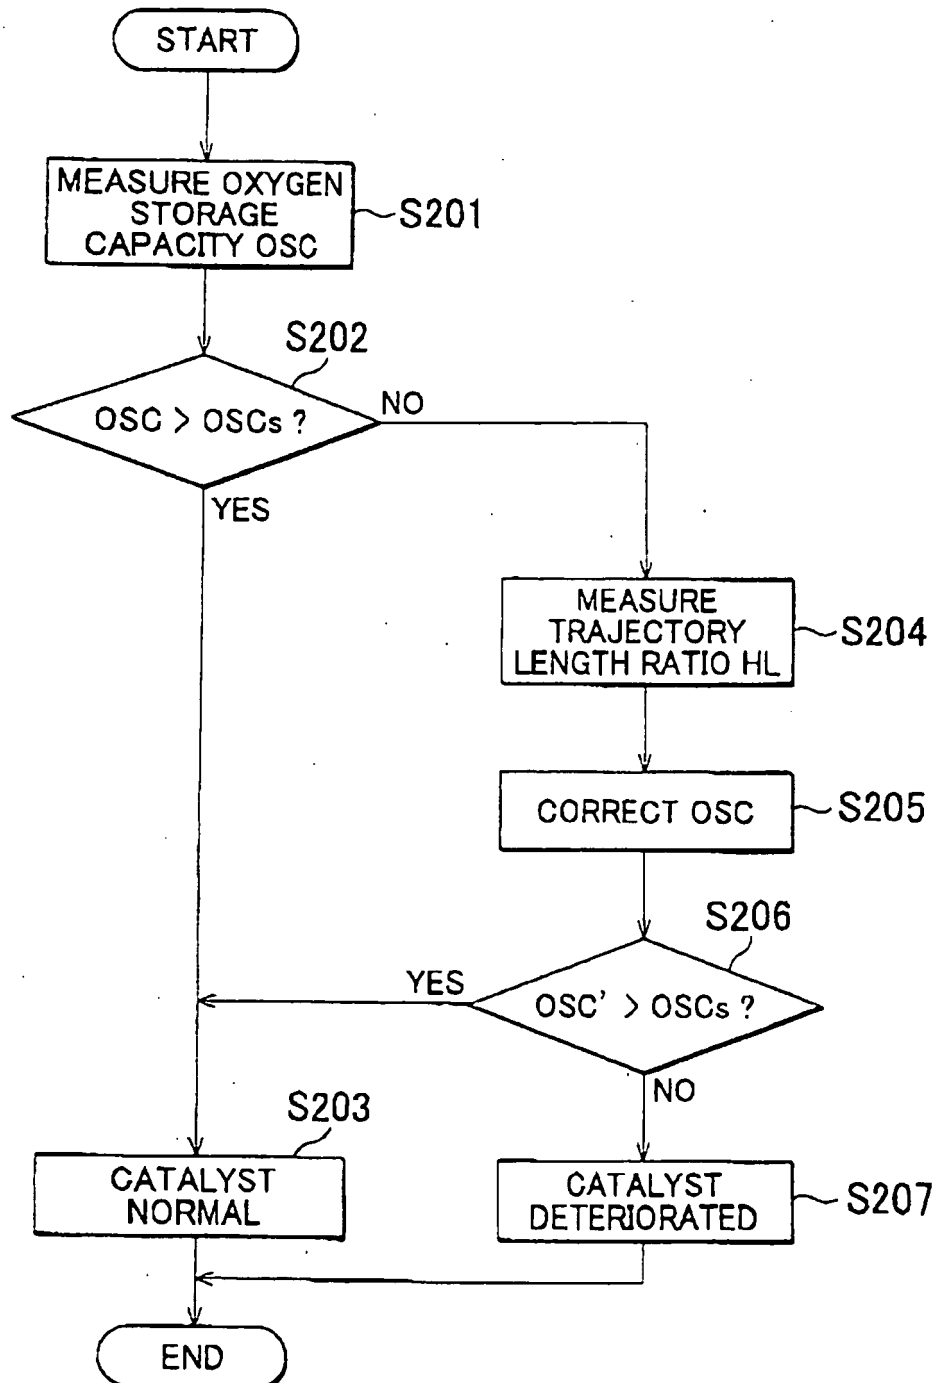 START
MEASURE OXYGEN
STORAGE
CAPACITY OSC
S201
S202
OSC > OSCs ?
NO
YES
MEASURE
TRAJECTORY
LENGTH RATIO HL
S204
CORRECT OSC
S205
S206
YES
OSC' > OSCs ?
NO
S203
CATALYST
NORMAL
CATALYST
DETERIORATED
S207
END